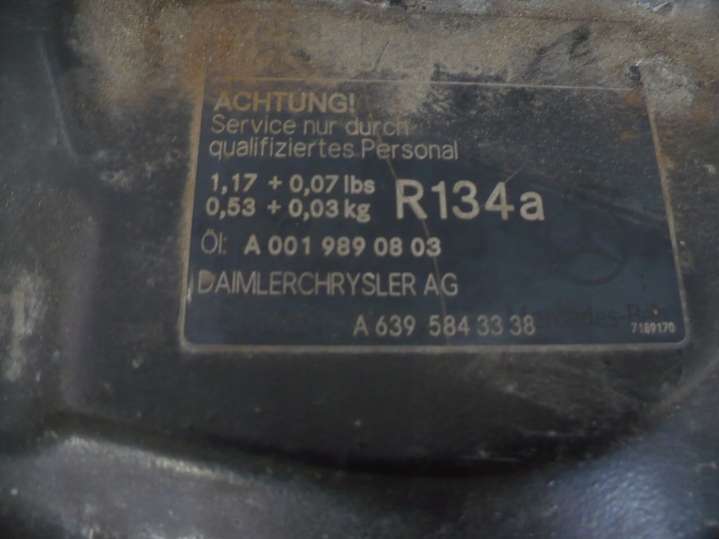 ACHTUNG!
Service nur durch
qualifiziertes Personal
1,17 + 0,07 lbs
0,53 + 0,03 kg
R134a
Öl: A 001 989 08 03
DAIMLERCHRYSLER AG
A 639 584 33 38
7189170